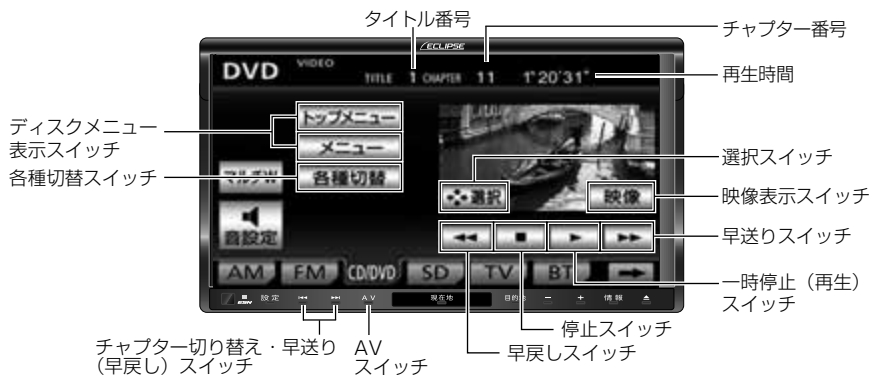 タイトル番号
チャプター番号
ECLIPSE
DVD VIDEO
TITLE 1 CHAPTER 11 1°20'31"
再生時間
ディスクメニュー
表示スイッチ
トップメニュー
メニュー
選択スイッチ
各種切替スイッチ
マルチW
各種切替
選択
映像
映像表示スイッチ
音設定
早送りスイッチ
AM FM CD/DVD SD TV BT
一時停止（再生）
スイッチ
設定 AV 現在地 目的地 − + 情報
停止スイッチ
早戻しスイッチ
チャプター切り替え・早送り
（早戻し）スイッチ
AV
スイッチ